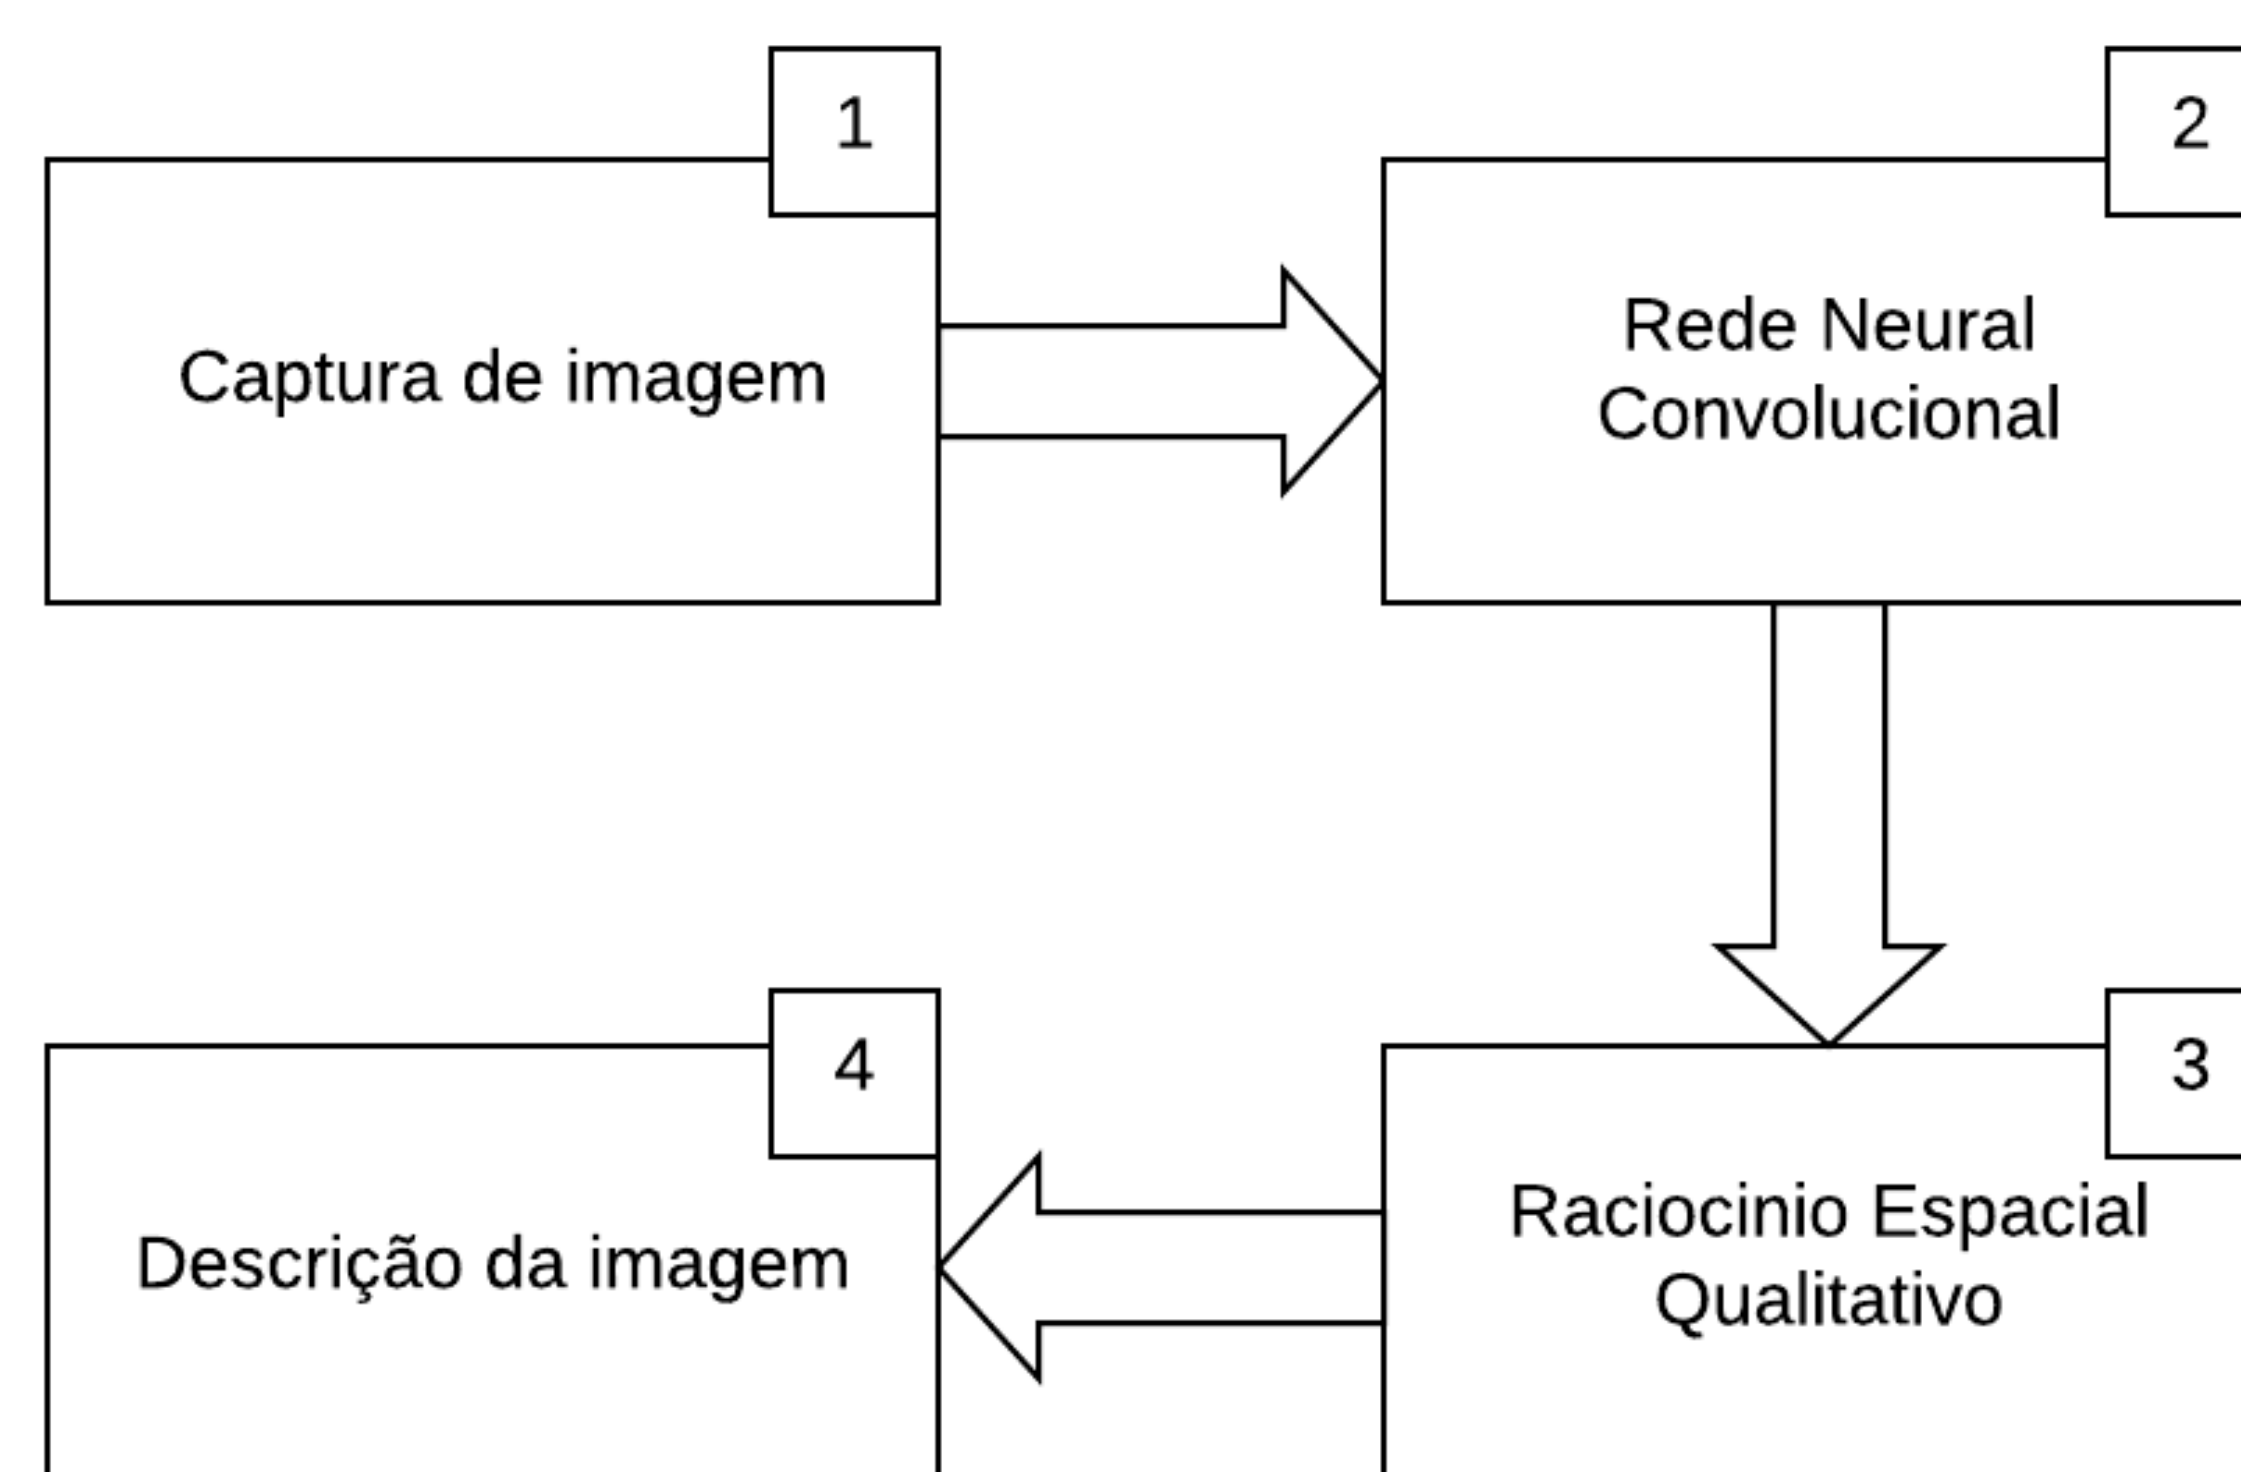 1
Captura de imagem
2
Rede Neural
Convolucional
3
Raciocinio Espacial
Qualitativo
4
Descrição da imagem